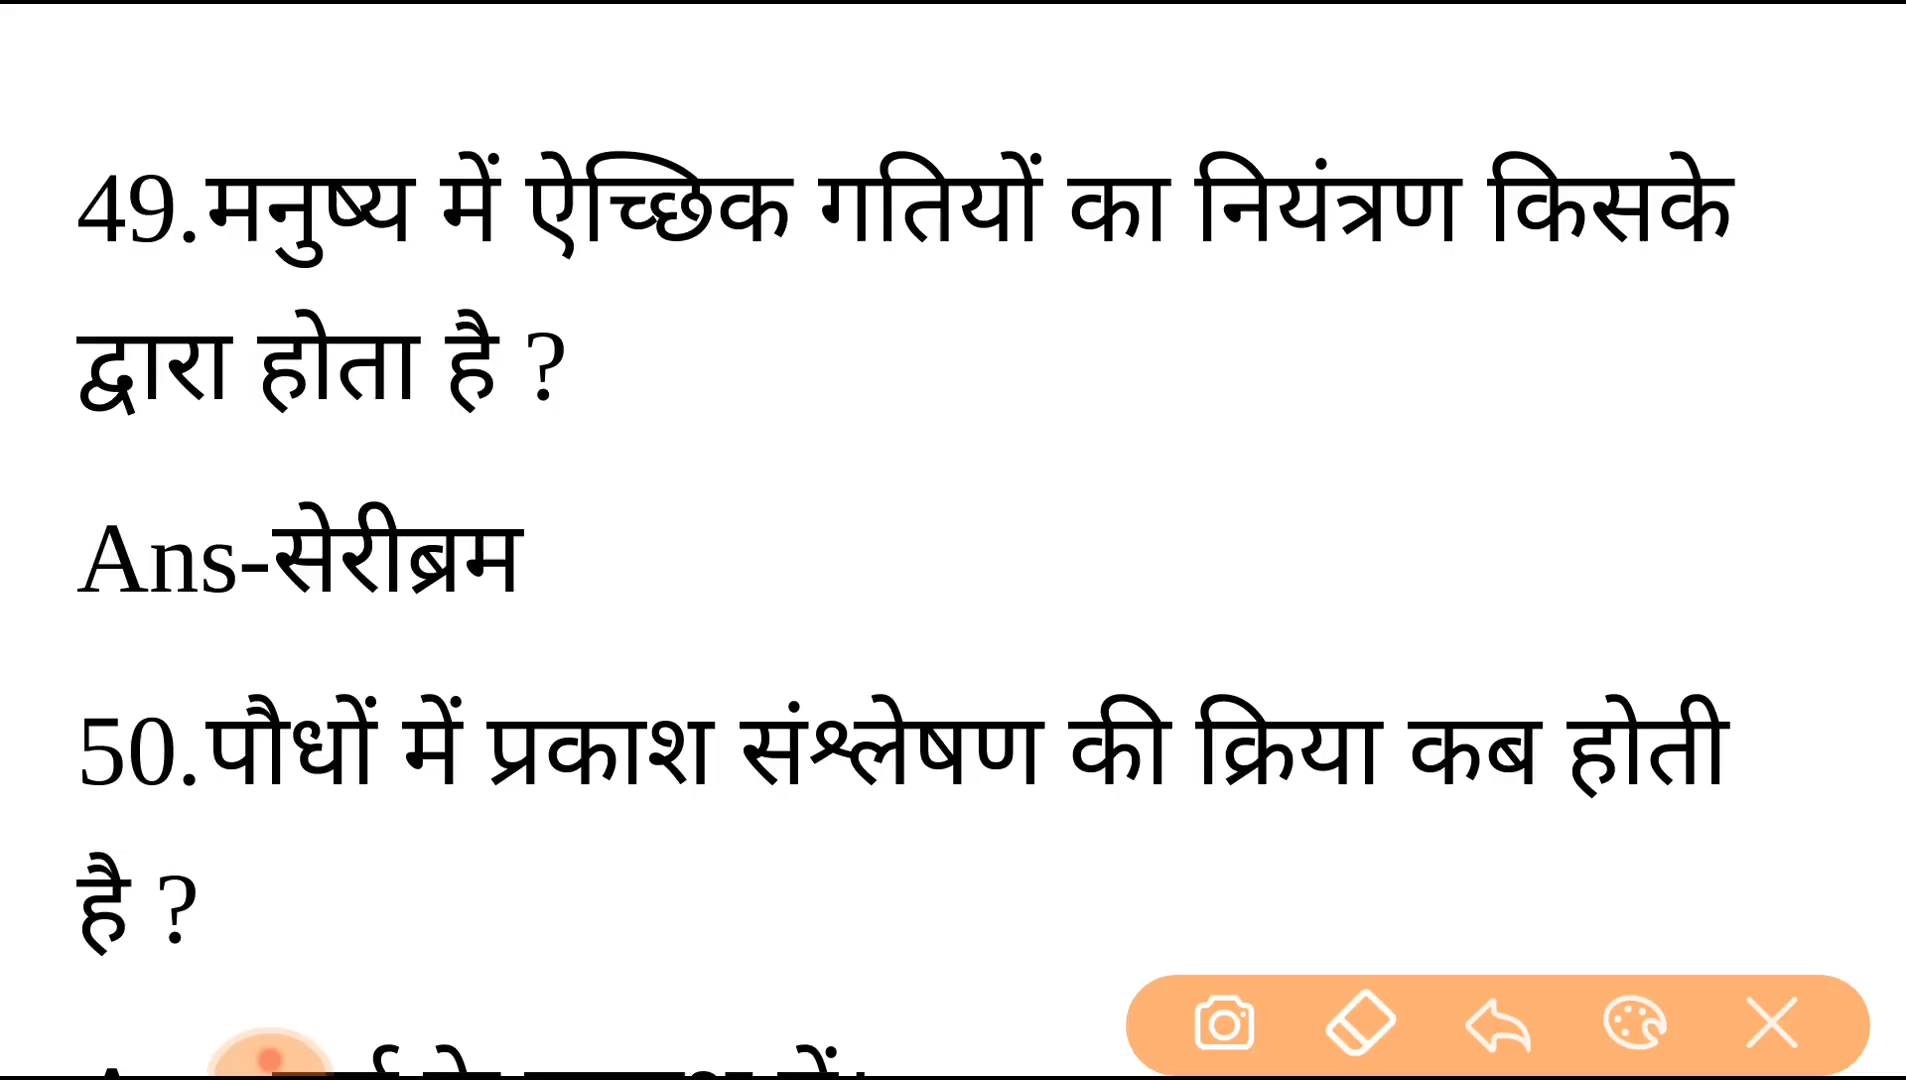 49.मनुष्य में ऐच्छिक गतियों का नियंत्रण किसके
द्वारा होता है ?
Ans-सेरीब्रम
50.पौधों में प्रकाश संश्लेषण की क्रिया कब होती
है ?